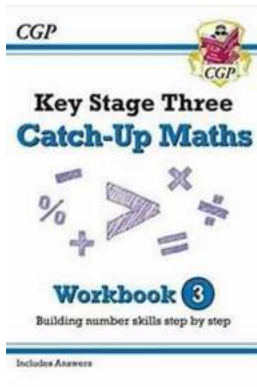 CGP
CGP
Key Stage Three
Catch-Up Maths
%
Workbook 3
Building number skills step by step
Includes Answers